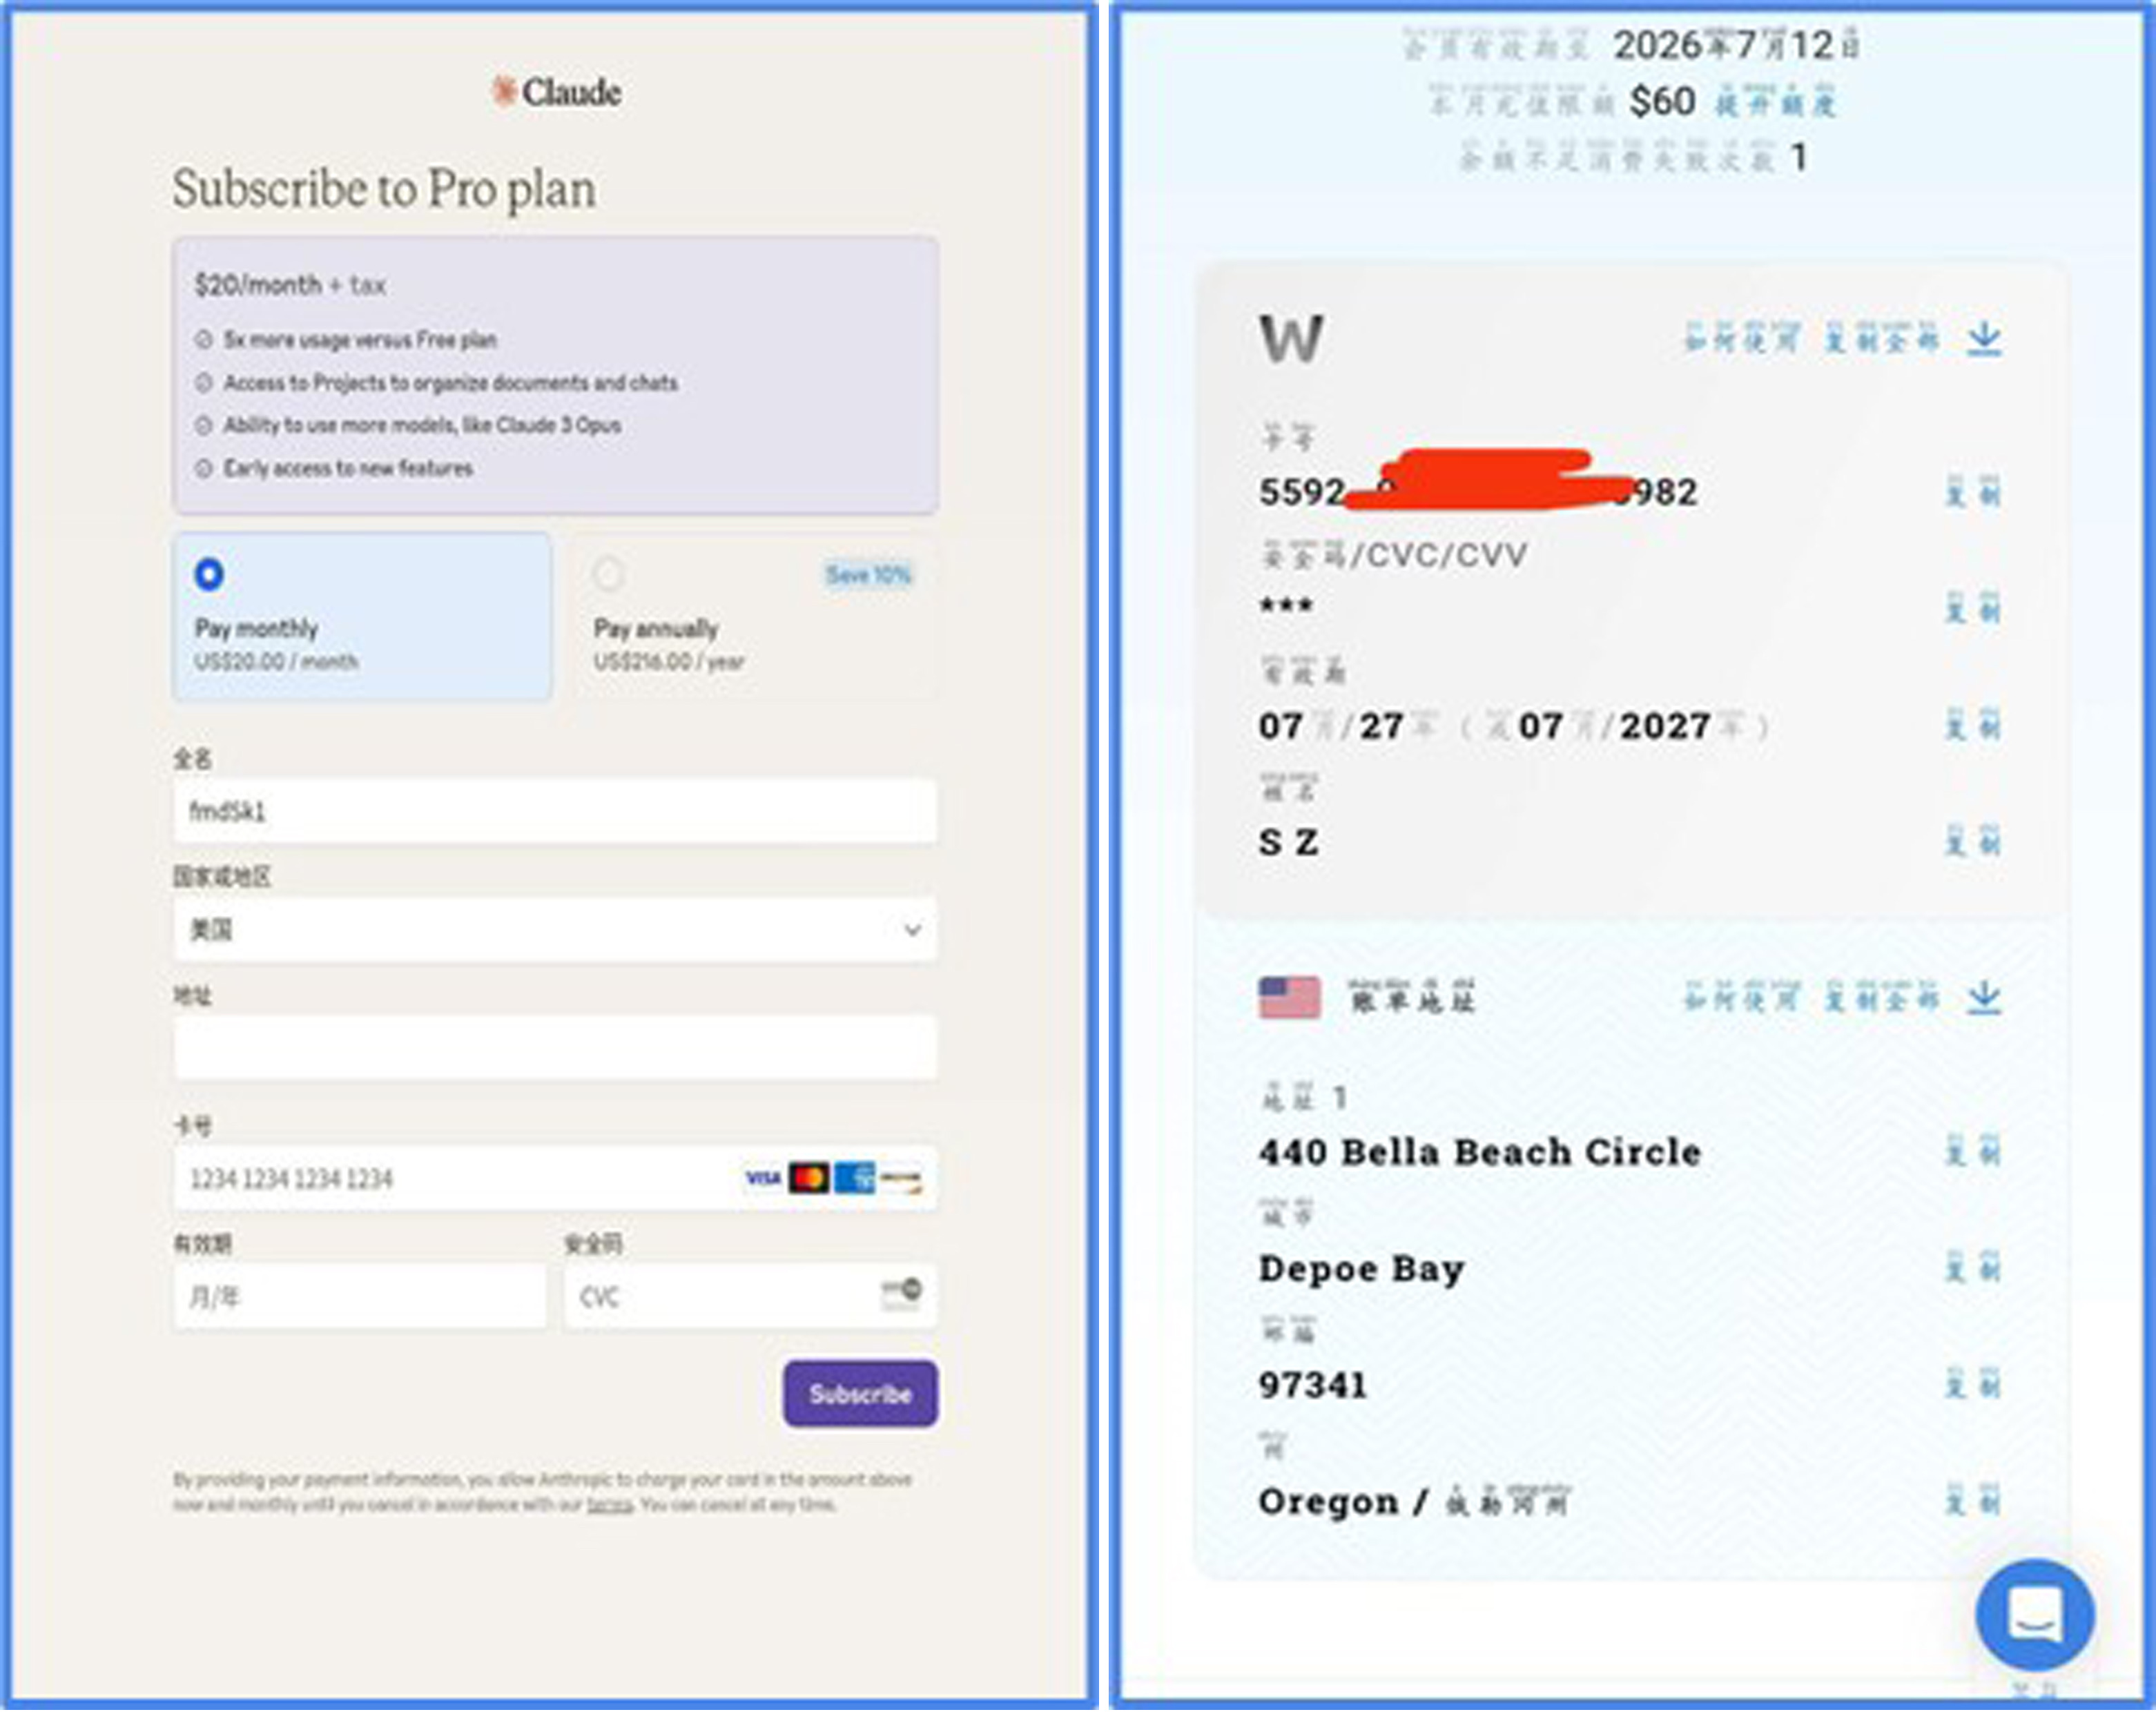 Claude
Subscribe to Pro plan
$20/month + tax
5x more usage versus Free plan
Access to Projects to organize documents and chats
Ability to use more models, like Claude 3 Opus
Early access to new features
Pay monthly
US$20.00 / month
Save 10%
Pay annually
US$216.00 / year
全名
fmd5k1
国家或地区
美国
地址
卡号
1234 1234 1234 1234
VISA
有效期
月/年
安全码
CVC
Subscribe
By providing your payment information, you allow Anthropic to charge your card in the amount above
now and monthly until you cancel in accordance with our terms. You can cancel at any time.
会员有效期至 2026年7月12日
本月充值限额 $60 提升额度
余额不足消费失败次数 1
W
如何使用 复制全部
卡号
5592 982
复制
安全码/CVC/CVV
***
复制
有效期
07月/27年 ( 或07月/2027年 )
复制
姓名
S Z
复制
账单地址
如何使用 复制全部
地址 1
440 Bella Beach Circle
复制
城市
Depoe Bay
复制
邮编
97341
复制
州
Oregon / 俄勒冈州
复制